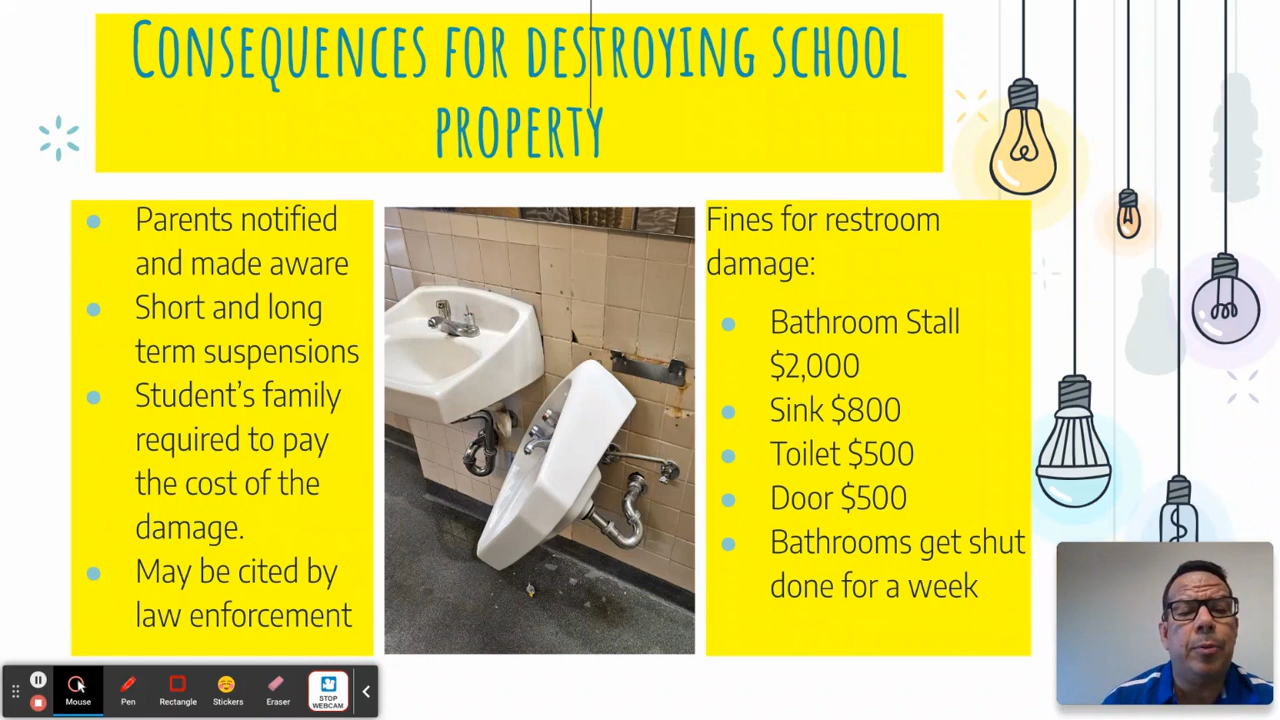 Consequences for destroying school
property
Parents notified
and made aware
Short and long
term suspensions
Student’s family
required to pay
the cost of the
damage.
May be cited by
law enforcement
Fines for restroom
damage:
Bathroom Stall
$2,000
Sink $800
Toilet $500
Door $500
Bathrooms get shut
done for a week
Mouse
Pen
Rectangle
Stickers
Eraser
STOP
WEBCAM